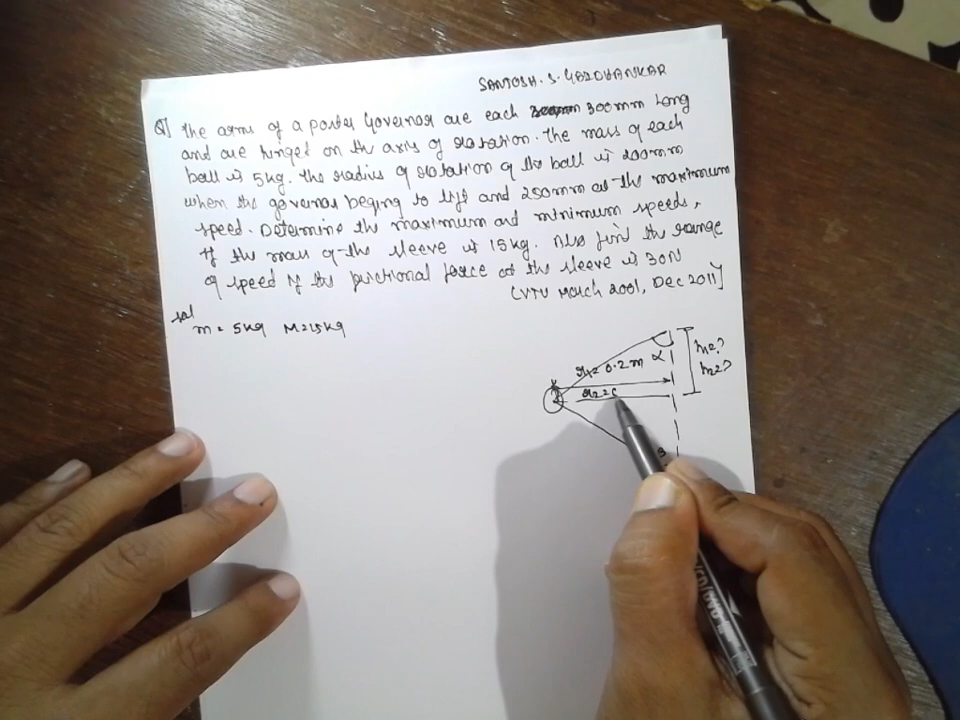 SANTOSH.S.GARDHANKAR
Q] The arms of a porter Governor are each 300mm long
and are hinged on the axis of rotation. The mass of each
ball is 5kg. The radius of rotation of the ball is 200mm
when the governor begins to lift and 250mm at the maximum
speed. Determine the maximum and minimum speeds,
If the mass of the sleeve is 15kg. Also find the range
of speed if the frictional force at the sleeve is 30N
[VTU March 2001, Dec 2011]
sol
m = 5kg M=15kg
r1= 0.2m α
h1=?
h2=?
r2=